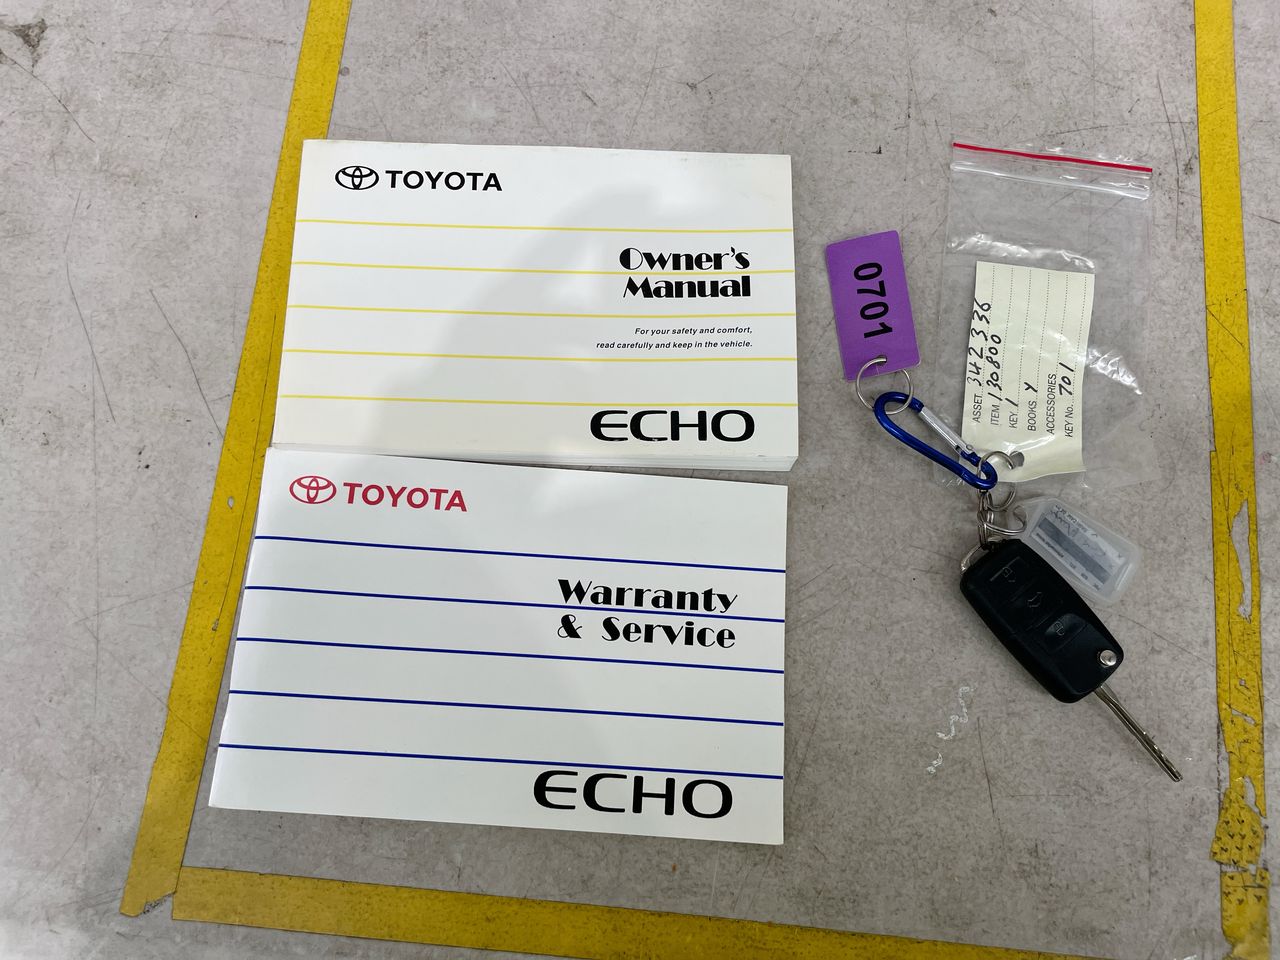 TOYOTA
Owner's
Manual
For your safety and comfort,
read carefully and keep in the vehicle.
ECHO
TOYOTA
Warranty
& Service
ECHO
0701
ASSET. 342336
ITEM 130800
KEY 1
BOOKS Y
ACCESSORIES
KEY No. 701